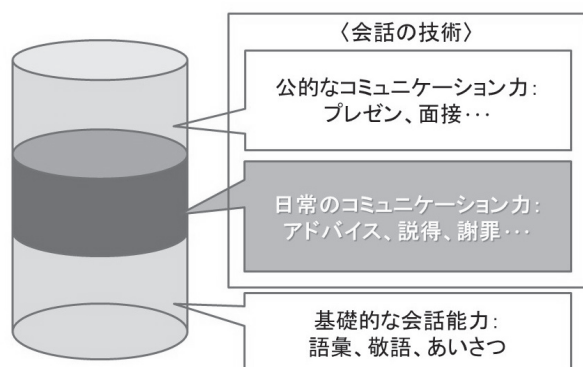 〈会話の技術〉
公的なコミュニケーション力：
プレゼン、面接…
日常のコミュニケーション力：
アドバイス、説得、謝罪…
基礎的な会話能力：
語彙、敬語、あいさつ